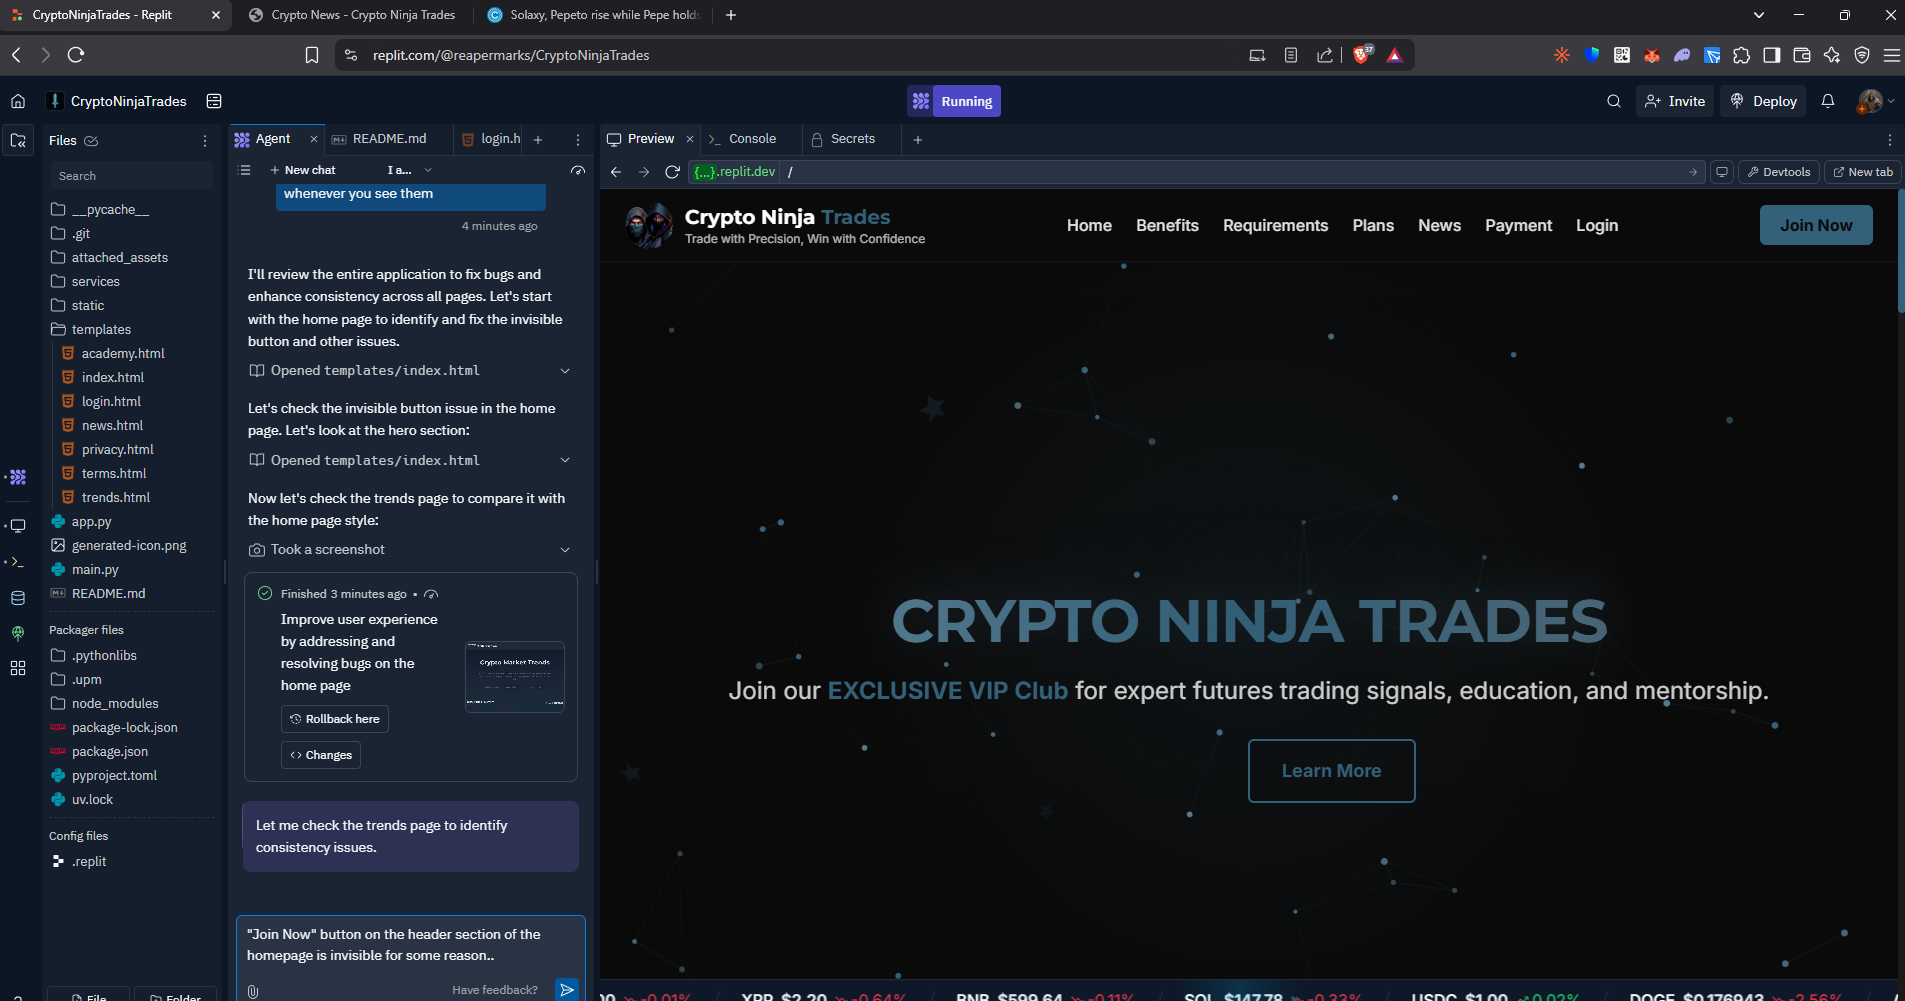 CryptoNinjaTrades - Replit
Crypto News - Crypto Ninja Trades
Solaxy, Pepeto rise while Pepe holds
replit.com/@reapermarks/CryptoNinjaTrades
37
CryptoNinjaTrades
Running
Invite
Deploy
Files
Search
__pycache__
.git
attached_assets
services
static
templates
academy.html
index.html
login.html
news.html
privacy.html
terms.html
trends.html
app.py
generated-icon.png
main.py
README.md
Packager files
.pythonlibs
.upm
node_modules
package-lock.json
package.json
pyproject.toml
uv.lock
Config files
.replit
File
Folder
Agent
README.md
login.h
New chat
I a...
whenever you see them
4 minutes ago
I'll review the entire application to fix bugs and
enhance consistency across all pages. Let's start
with the home page to identify and fix the invisible
button and other issues.
Opened templates/index.html
Let's check the invisible button issue in the home
page. Let's look at the hero section:
Opened templates/index.html
Now let's check the trends page to compare it with
the home page style:
Took a screenshot
Finished 3 minutes ago •
Improve user experience
by addressing and
resolving bugs on the
home page
Crypto Market Trends
Rollback here
Changes
Let me check the trends page to identify
consistency issues.
"Join Now" button on the header section of the
homepage is invisible for some reason..
Have feedback?
Preview
Console
Secrets
{...}.replit.dev /
Devtools
New tab
Crypto Ninja Trades
Trade with Precision, Win with Confidence
Home Benefits Requirements Plans News Payment Login
Join Now
CRYPTO NINJA TRADES
Join our EXCLUSIVE VIP Club for expert futures trading signals, education, and mentorship.
Learn More
-0.01% XRP $2.20 -0.64% BNB $599.64 -0.11% SOL $147.78 -0.33% USDC $1.00 0.02% DOGE $0.176943 -2.56%